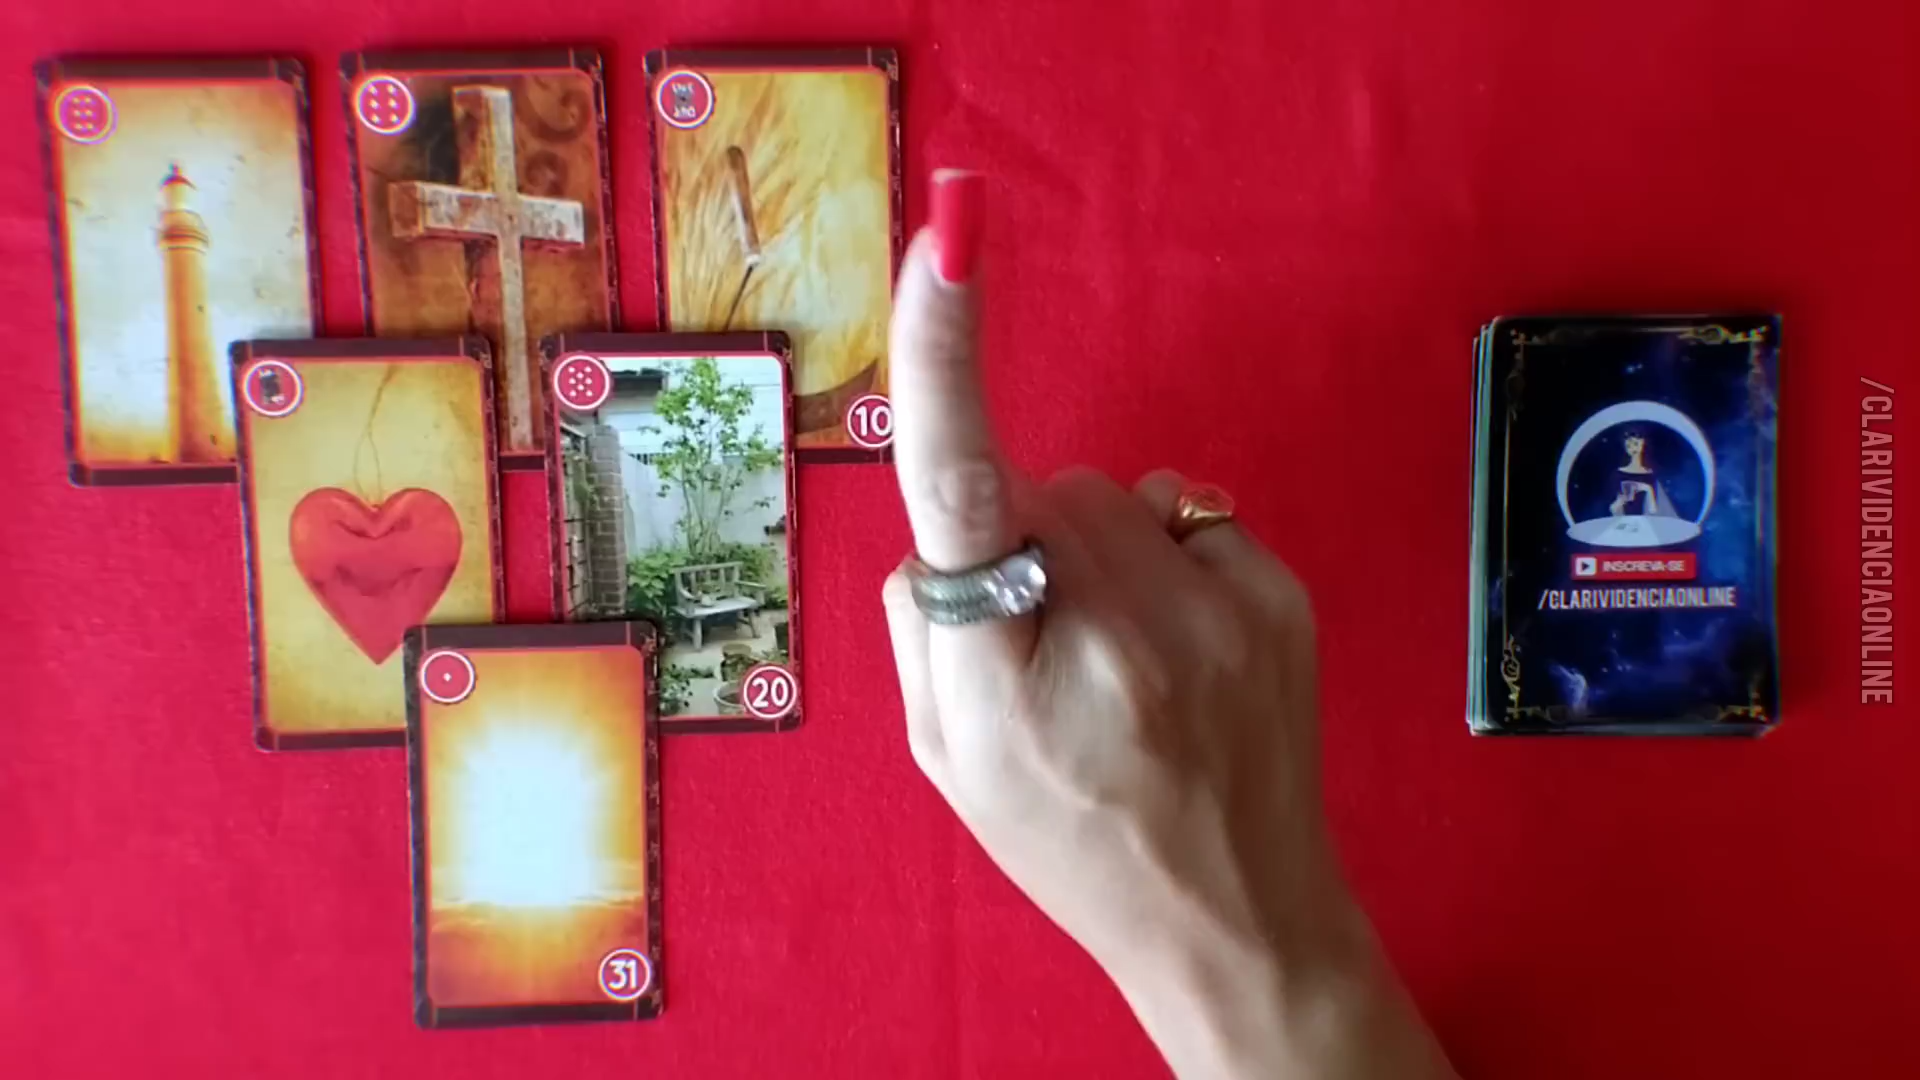 10
20
31
INSCREVA-SE
/CLARIVIDENCIAONLINE
/CLARIVIDENCIAONLINE